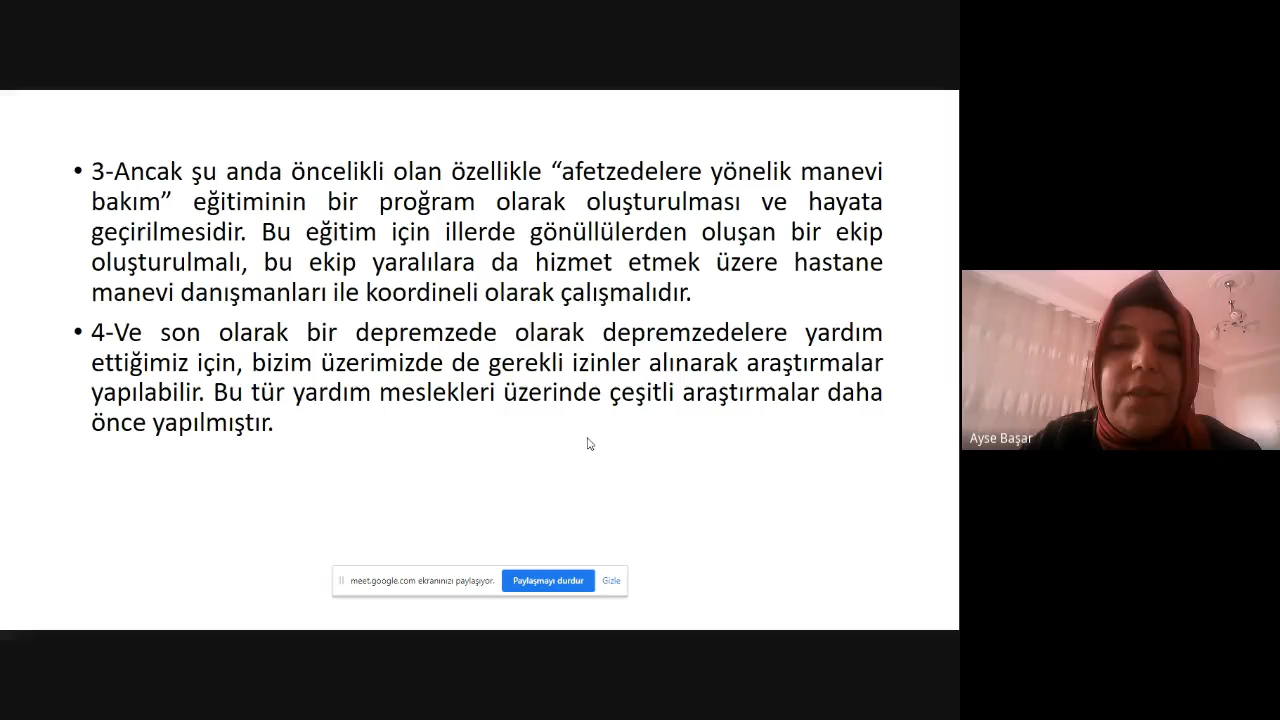 • 3-Ancak şu anda öncelikli olan özellikle “afetzedelere yönelik manevi
bakım” eğitiminin bir proğram olarak oluşturulması ve hayata
geçirilmesidir. Bu eğitim için illerde gönüllülerden oluşan bir ekip
oluşturulmalı, bu ekip yaralılara da hizmet etmek üzere hastane
manevi danışmanları ile koordineli olarak çalışmalıdır.
• 4-Ve son olarak bir depremzede olarak depremzedelere yardım
ettiğimiz için, bizim üzerimizde de gerekli izinler alınarak araştırmalar
yapılabilir. Bu tür yardım meslekleri üzerinde çeşitli araştırmalar daha
önce yapılmıştır.
meet.google.com ekranınızı paylaşıyor. Paylaşmayı durdur Gizle
Ayse Başar